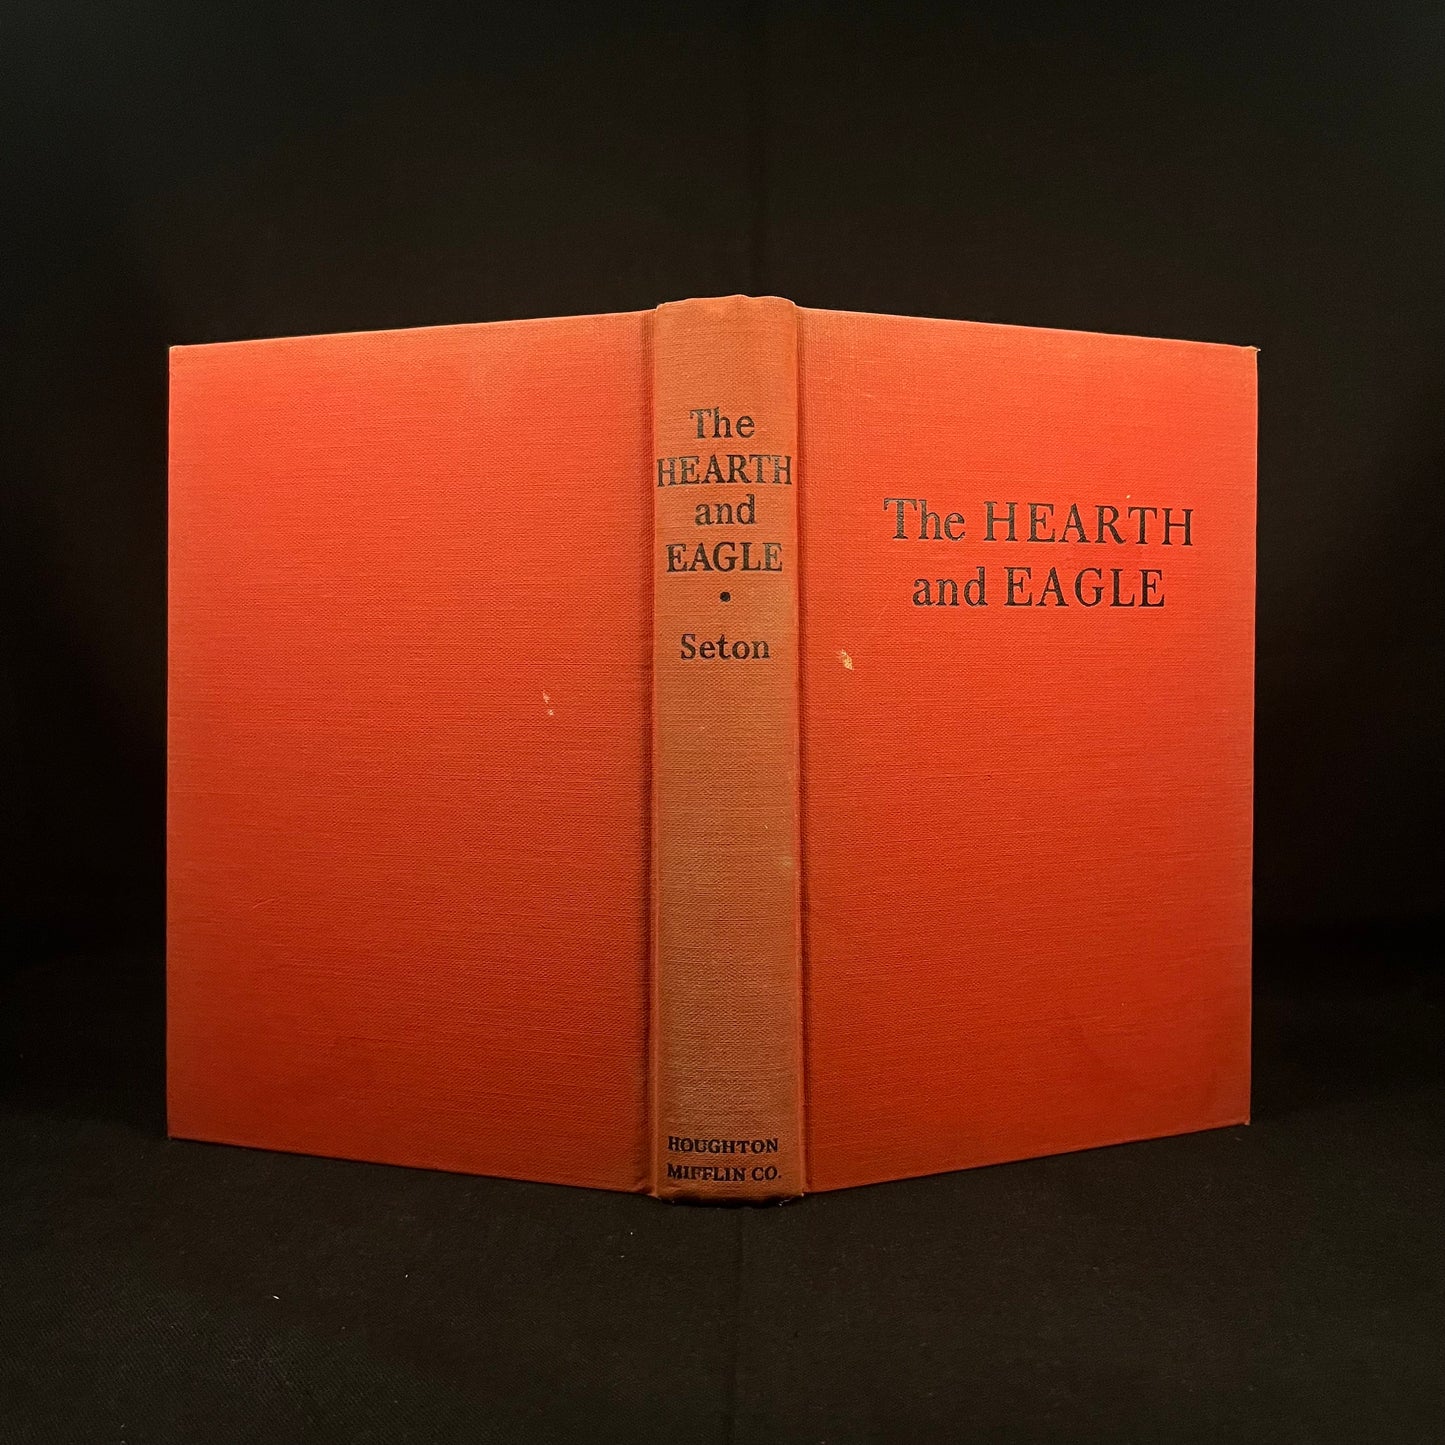 The
HEARTH
and
EAGLE
•
Seton
HOUGHTON
MIFFLIN CO.
The HEARTH
and EAGLE